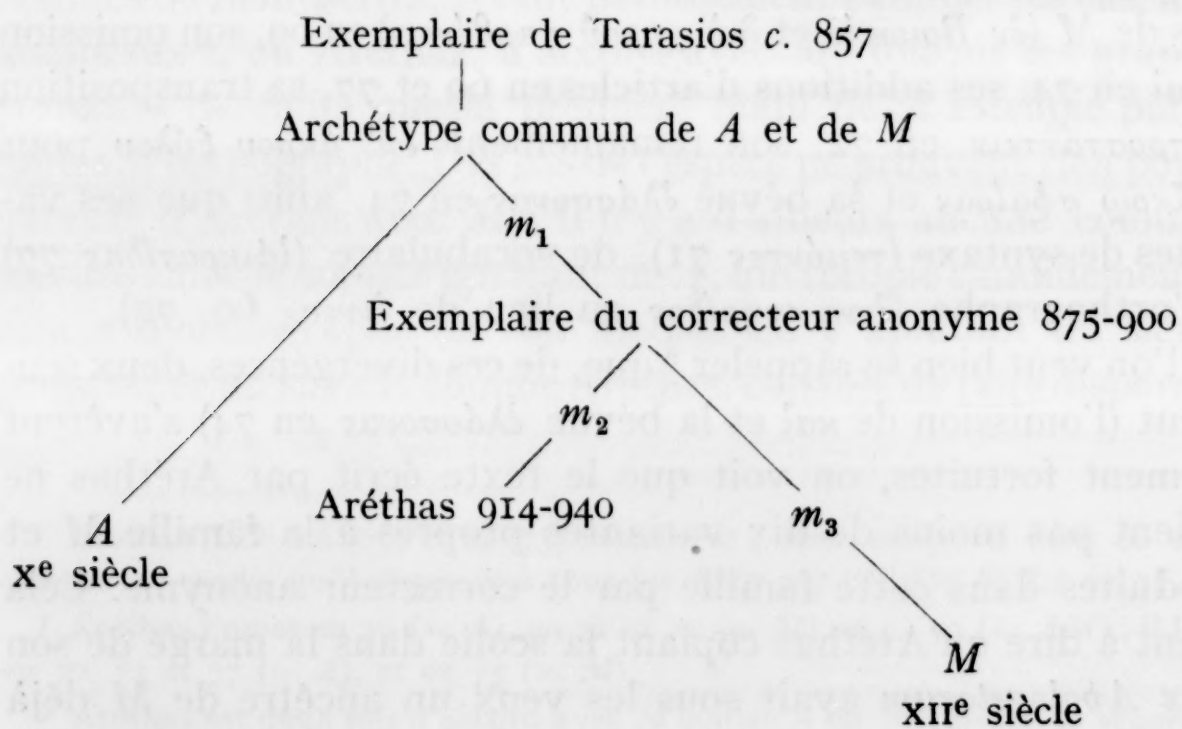 Exemplaire de Tarasios c. 857
Archétype commun de A et de M
m₁
Exemplaire du correcteur anonyme 875-900
m₂
Aréthas 914-940
m₃
A
xᵉ siècle
M
XIIᵉ siècle